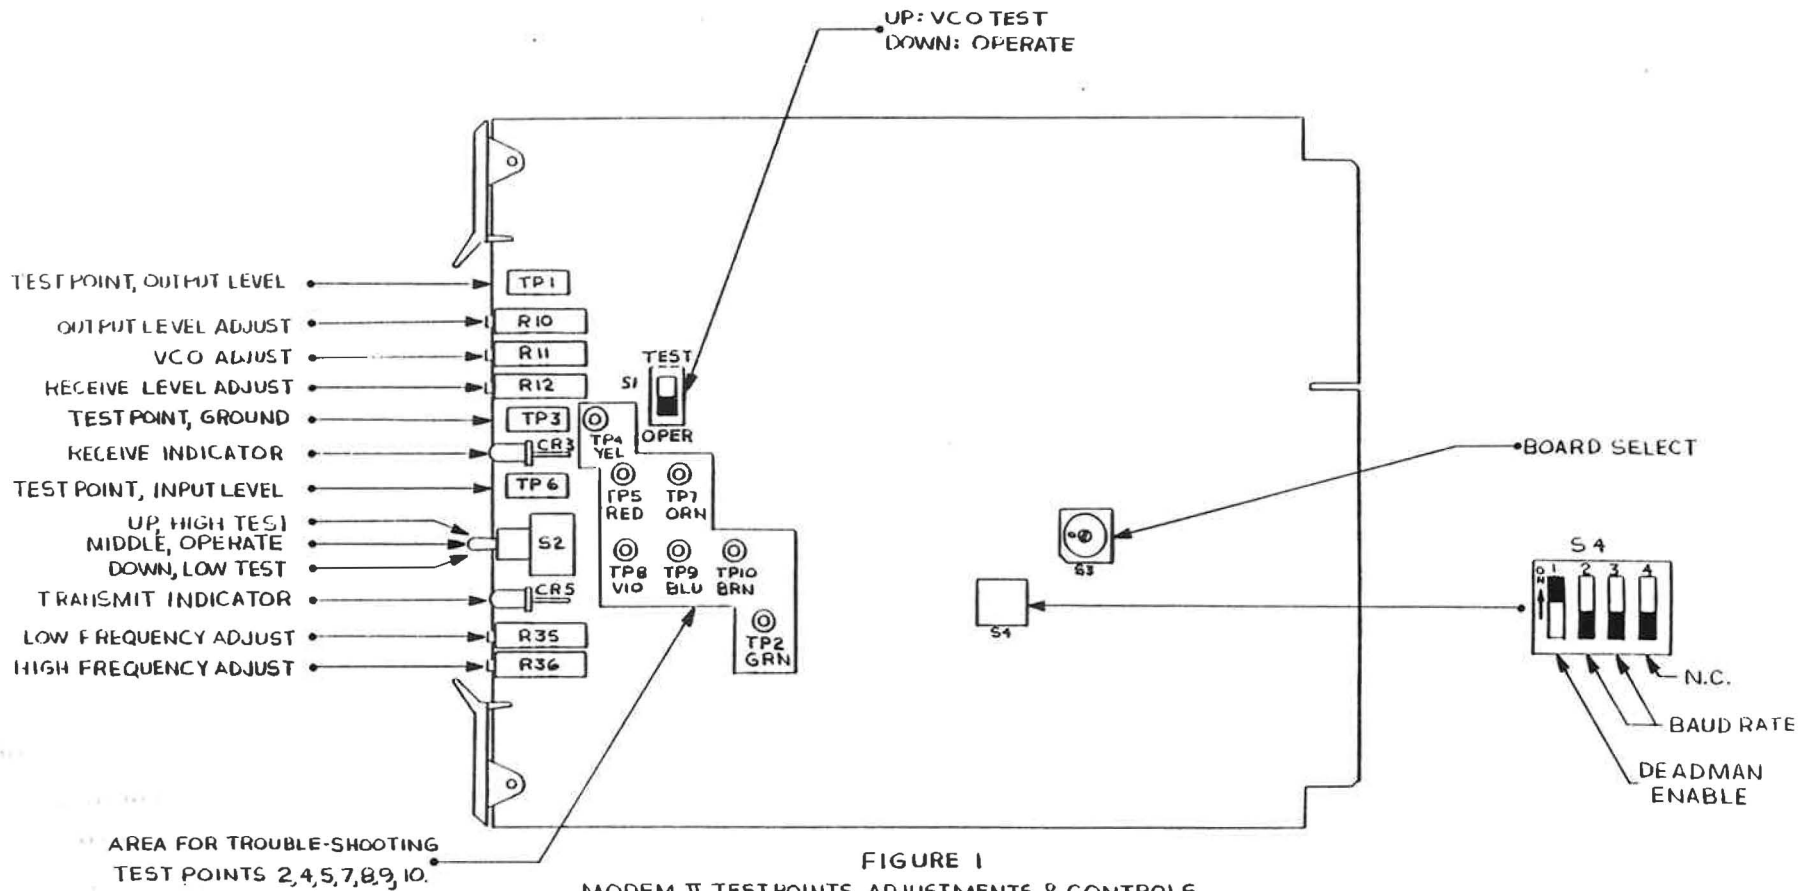 UP: VCO TEST
DOWN: OPERATE
TEST POINT, OUTPUT LEVEL
OUTPUT LEVEL ADJUST
VCO ADJUST
RECEIVE LEVEL ADJUST
TEST POINT, GROUND
RECEIVE INDICATOR
TEST POINT, INPUT LEVEL
UP, HIGH TEST
MIDDLE, OPERATE
DOWN, LOW TEST
TRANSMIT INDICATOR
LOW FREQUENCY ADJUST
HIGH FREQUENCY ADJUST
TP1
R10
R11
R12
TP3
CR3
TP6
S2
CR5
R35
R36
TEST
S1
OPER
TP4
YEL
TP5
RED
TP7
ORN
TP8
VIO
TP9
BLU
TP10
BRN
TP2
GRN
S3
S4
BOARD SELECT
S4
ON
1 2 3 4
N.C.
BAUD RATE
DEADMAN
ENABLE
AREA FOR TROUBLE-SHOOTING
TEST POINTS 2,4,5,7,8,9,10.
FIGURE 1
MODEM II TEST POINTS, ADJUSTMENTS & CONTROLS